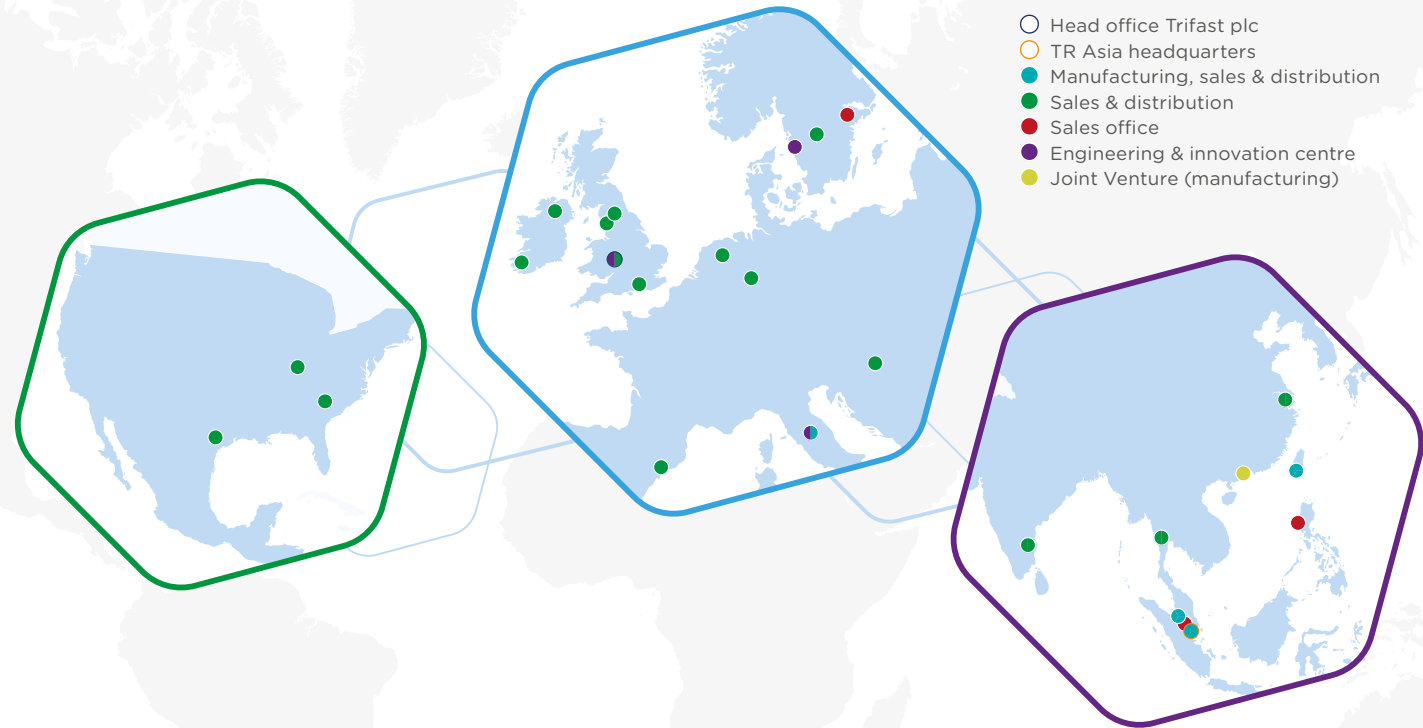 Head office Trifast plc
TR Asia headquarters
Manufacturing, sales & distribution
Sales & distribution
Sales office
Engineering & innovation centre
Joint Venture (manufacturing)